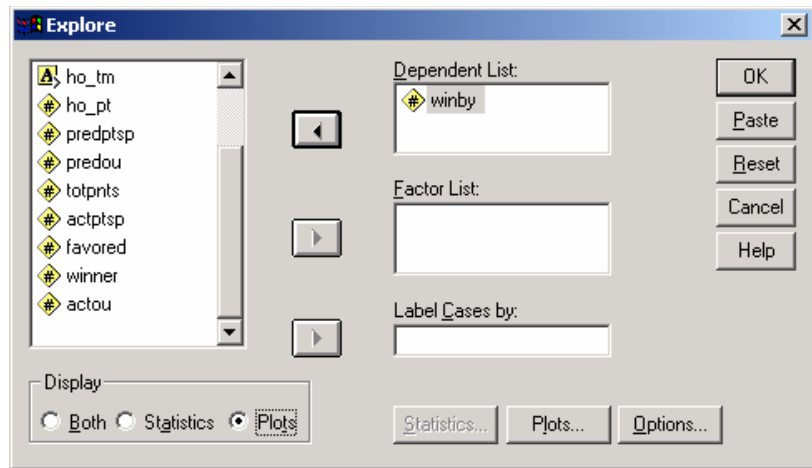 Explore
ho_tm
ho_pt
predptsp
predou
totpnts
actptsp
favored
winner
actou
Dependent List:
winby
Factor List:
Label Cases by:
OK
Paste
Reset
Cancel
Help
Display
Both Statistics Plots
Statistics... Plots... Options...